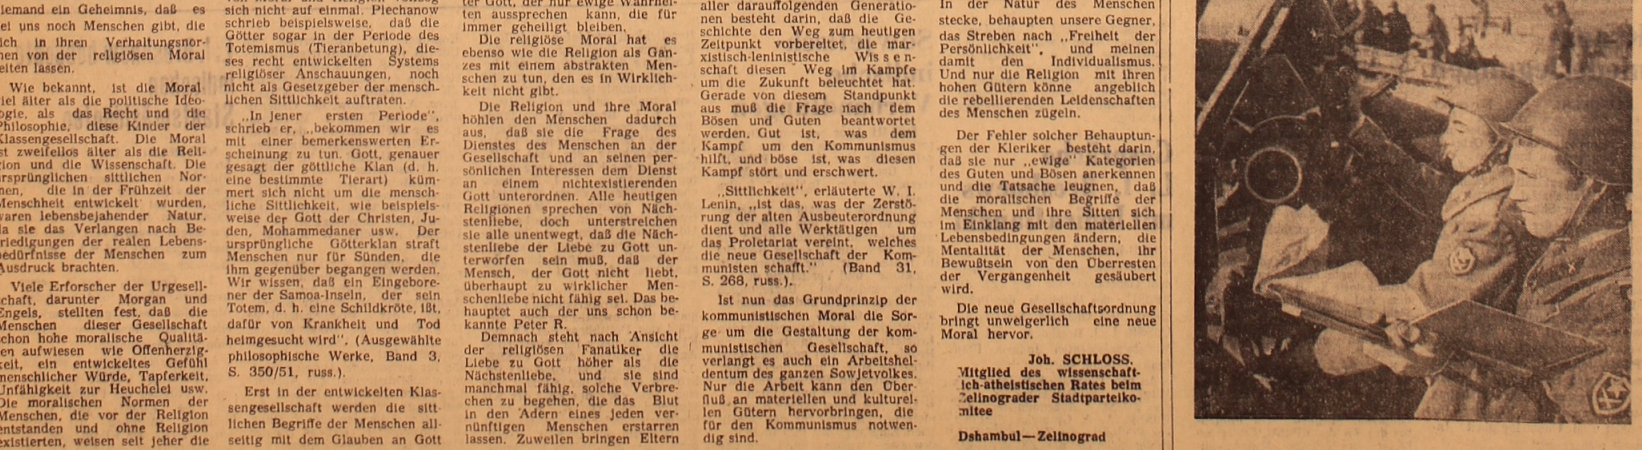 iemand ein Geheimnis, daß es
bei uns noch Menschen gibt, die
sich in ihren Verhaltungsnor-
men von der religiösen Moral
leiten lassen.
Wie bekannt, ist die Moral
viel älter als die politische Ideo-
logie, als das Recht und die
Philosophie, diese Kinder der
Klassengesellschaft. Die Moral
ist zweifellos älter als die Reli-
gion und die Wissenschaft. Die
ursprünglichen sittlichen Nor-
men, die in der Frühzeit der
Menschheit entwickelt wurden,
waren lebensbejahender Natur,
da sie das Verlangen nach Be-
friedigungen der realen Lebens-
bedürfnisse der Menschen zum
Ausdruck brachten.
Viele Erforscher der Urgesell-
schaft, darunter Morgan und
Engels, stellten fest, daß die
Menschen dieser Gesellschaft
schon hohe moralische Qualitä-
ten aufwiesen wie Offenherzig-
keit, ein entwickeltes Gefühl
menschlicher Würde, Tapferkeit,
Unfähigkeit zur Heuchelei usw.
Die moralischen Normen der
Menschen, die vor der Religion
entstanden und ohne Religion
existierten, weisen seit jeher die
sich nicht auf einmal. Plechanow
schrieb beispielsweise, daß die
Götter sogar in der Periode des
Totemismus (Tieranbetung), die-
ses recht entwickelten Systems
religiöser Anschauungen, noch
nicht als Gesetzgeber der mensch-
lichen Sittlichkeit auftraten.
„In jener ersten Periode",
schrieb er, „bekommen wir es
mit einer bemerkenswerten Er-
scheinung zu tun. Gott, genauer
gesagt der göttliche Klan (d. h.
eine bestimmte Tierart) küm-
mert sich nicht um die mensch-
liche Sittlichkeit, wie beispiels-
weise der Gott der Christen, Ju-
den, Mohammedaner usw. Der
ursprüngliche Götterklan straft
Menschen nur für Sünden, die
ihm gegenüber begangen werden.
Wir wissen, daß ein Eingebore-
ner der Samoa-Inseln, der sein
Totem, d. h. eine Schildkröte, ißt,
dafür von Krankheit und Tod
heimgesucht wird". (Ausgewählte
philosophische Werke, Band 3,
S. 350/51, russ.).
Erst in der entwickelten Klas-
sengesellschaft werden die sitt-
lichen Begriffe der Menschen all-
seitig mit dem Glauben an Gott
ter Gott, der nur ewige Wahrhei-
ten aussprechen kann, die für
immer geheiligt bleiben.
Die religiöse Moral hat es
ebenso wie die Religion als Gan-
zes mit einem abstrakten Men-
schen zu tun, den es in Wirklich-
keit nicht gibt.
Die Religion und ihre Moral
höhlen den Menschen dadurch
aus, daß sie die Frage des
Dienstes des Menschen an der
Gesellschaft und an seinen per-
sönlichen Interessen dem Dienst
an einem nichtexistierenden
Gott unterordnen. Alle heutigen
Religionen sprechen von Näch-
stenliebe, doch unterstreichen
sie alle unentwegt, daß die Näch-
stenliebe der Liebe zu Gott un-
terworfen sein muß, daß der
Mensch, der Gott nicht liebt,
überhaupt zu wirklicher Men-
schenliebe nicht fähig sei. Das be-
hauptet auch der uns schon be-
kannte Peter R.
Demnach steht nach Ansicht
der religiösen Fanatiker die
Liebe zu Gott höher als die
Nächstenliebe, und sie sind
manchmal fähig, solche Verbre-
chen zu begehen, die das Blut
in den Adern eines jeden ver-
nünftigen Menschen erstarren
lassen. Zuweilen bringen Eltern
aller darauffolgenden Generatio-
nen besteht darin, daß die Ge-
schichte den Weg zum heutigen
Zeitpunkt vorbereitet, die mar-
xistisch-leninistische Wissen-
schaft diesen Weg im Kampfe
um die Zukunft beleuchtet hat.
Gerade von diesem Standpunkt
aus muß die Frage nach dem
Bösen und Guten beantwortet
werden. Gut ist, was dem
Kampf um den Kommunismus
hilft, und böse ist, was diesen
Kampf stört und erschwert.
„Sittlichkeit", erläuterte W. I.
Lenin, „ist das, was der Zerstö-
rung der alten Ausbeuterordnung
dient und alle Werktätigen um
das Proletariat vereint, welches
die neue Gesellschaft der Kom-
munisten schafft." (Band 31,
S. 268, russ.).
Ist nun das Grundprinzip der
kommunistischen Moral die Sor-
ge um die Gestaltung der kom-
munistischen Gesellschaft, so
verlangt es auch ein Arbeitshel-
dentum des ganzen Sowjetvolkes.
Nur die Arbeit kann den Über-
fluß an materiellen und kulturel-
len Gütern hervorbringen, die
für den Kommunismus notwen-
dig sind.
In der Natur des Menschen
stecke, behaupten unsere Gegner,
das Streben nach „Freiheit der
Persönlichkeit", und meinen
damit den Individualismus.
Und nur die Religion mit ihren
hohen Gütern könne angeblich
die rebellierenden Leidenschaften
des Menschen zügeln.
Der Fehler solcher Behauptun-
gen der Kleriker besteht darin,
daß sie nur „ewige" Kategorien
des Guten und Bösen anerkennen
und die Tatsache leugnen, daß
die moralischen Begriffe der
Menschen und ihre Sitten sich
im Einklang mit den materiellen
Lebensbedingungen ändern, die
Mentalität der Menschen, ihr
Bewußtsein von den Überresten
der Vergangenheit gesäubert
wird.
Die neue Gesellschaftsordnung
bringt unweigerlich eine neue
Moral hervor.
Joh. SCHLOSS.
Mitglied des wissenschaft-
lich-atheistischen Rates beim
Zelinograder Stadtparteiko-
mitee
Dshambul—Zelinograd